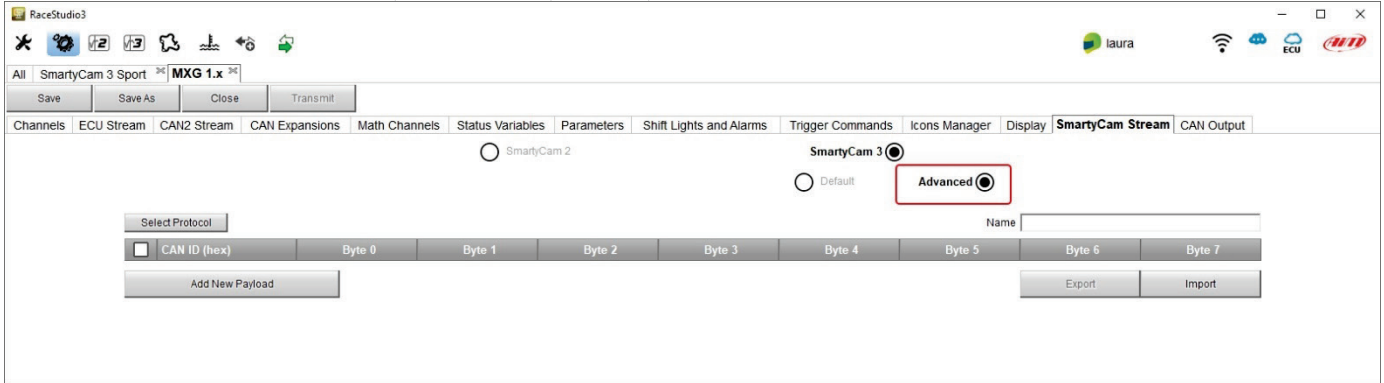 RaceStudio3
laura
ECU
AiM
All SmartyCam 3 Sport MXG 1.x
Save Save As Close Transmit
Channels ECU Stream CAN2 Stream CAN Expansions Math Channels Status Variables Parameters Shift Lights and Alarms Trigger Commands Icons Manager Display SmartyCam Stream CAN Output
SmartyCam 2 SmartyCam 3
Default Advanced
Select Protocol Name
CAN ID (hex) Byte 0 Byte 1 Byte 2 Byte 3 Byte 4 Byte 5 Byte 6 Byte 7
Add New Payload Export Import